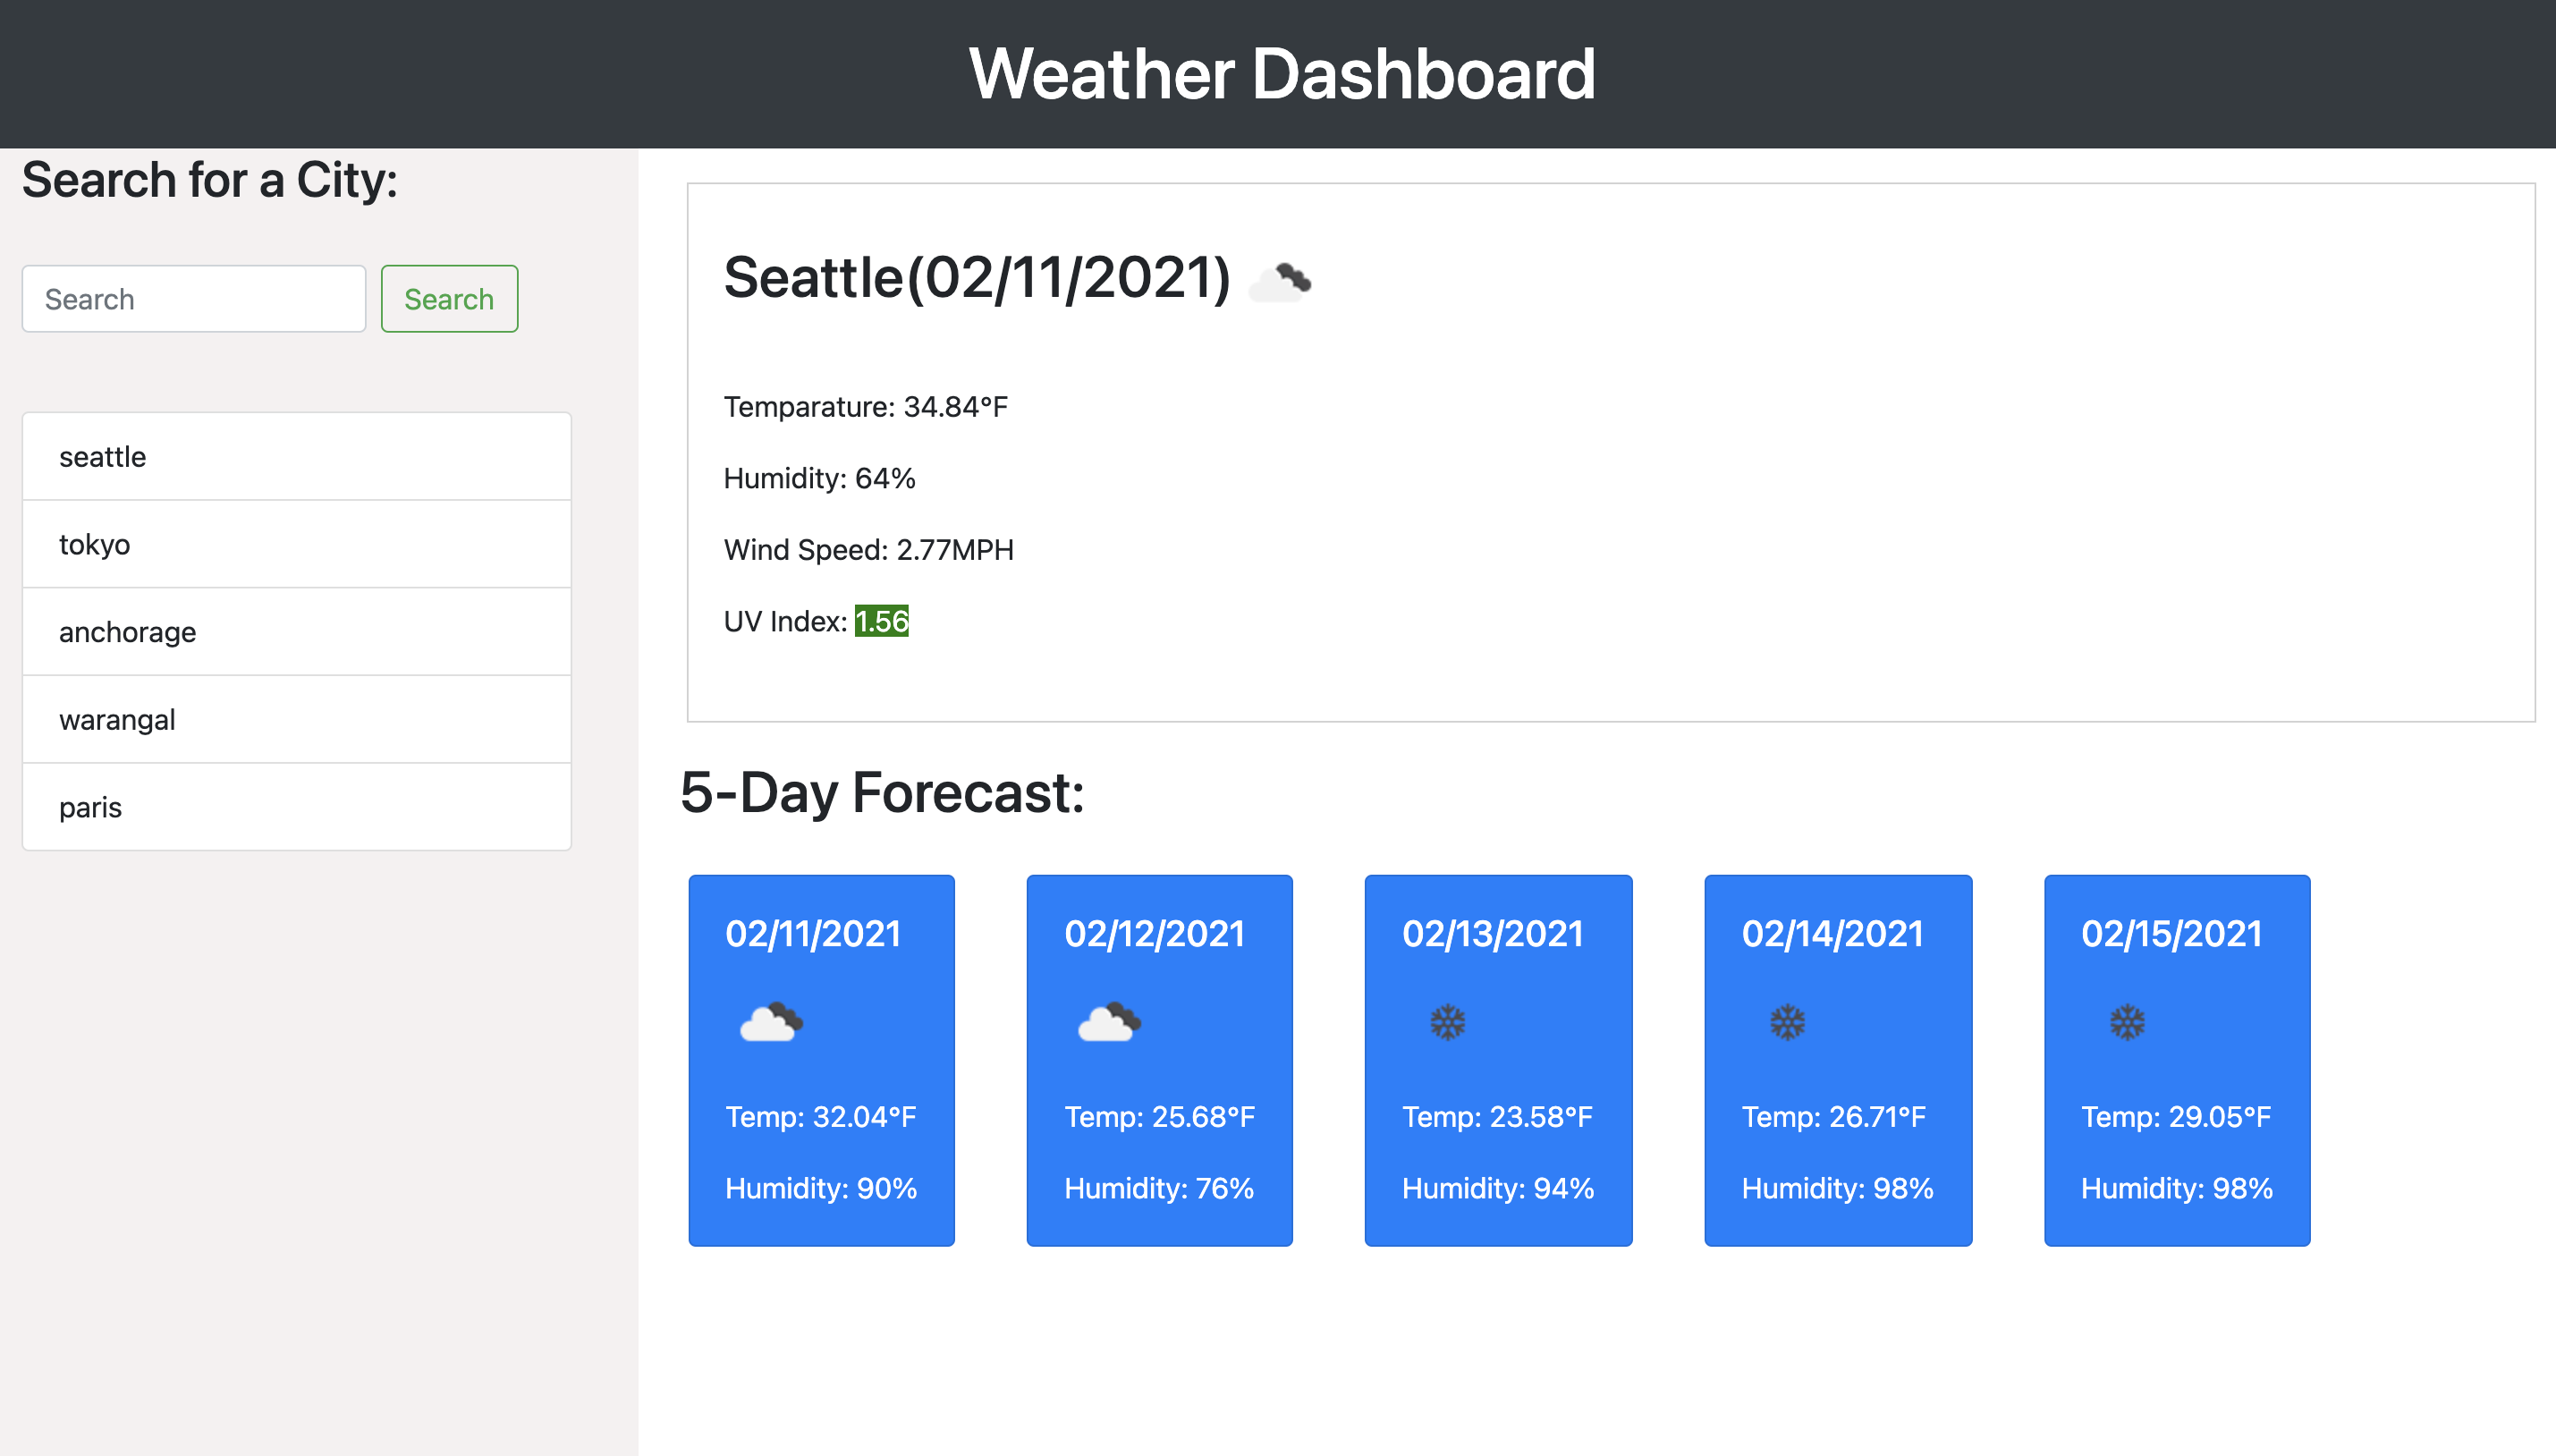 Weather Dashboard
Search for a City:
Search
Search
seattle
tokyo
anchorage
warangal
paris
Seattle(02/11/2021)
Temparature: 34.84°F
Humidity: 64%
Wind Speed: 2.77MPH
UV Index: 1.56
5-Day Forecast:
02/11/2021
Temp: 32.04°F
Humidity: 90%
02/12/2021
Temp: 25.68°F
Humidity: 76%
02/13/2021
Temp: 23.58°F
Humidity: 94%
02/14/2021
Temp: 26.71°F
Humidity: 98%
02/15/2021
Temp: 29.05°F
Humidity: 98%